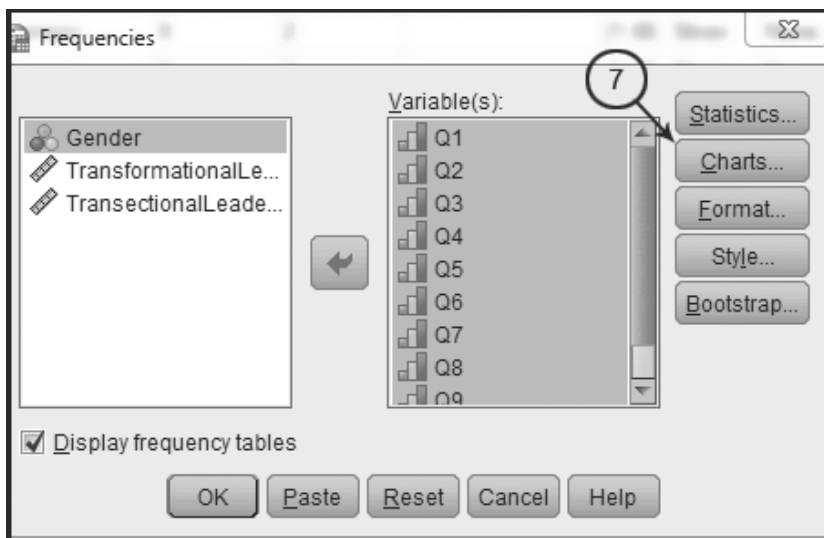 Frequencies
7
Variable(s):
Gender
TransformationalLe...
TransectionalLeade...
Q1
Q2
Q3
Q4
Q5
Q6
Q7
Q8
Q9
Statistics...
Charts...
Format...
Style...
Bootstrap...
Display frequency tables
OK
Paste
Reset
Cancel
Help